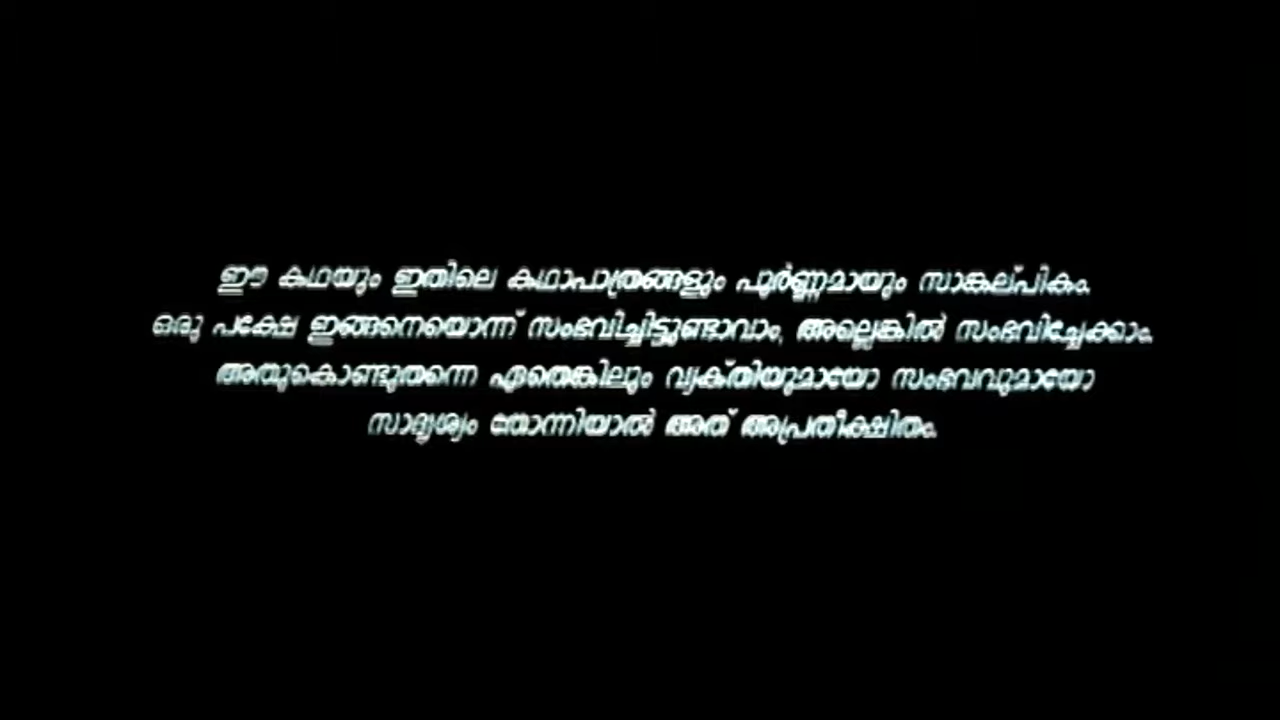 ഈ കഥയും ഇതിലെ കഥാപാത്രങ്ങളും പൂർണ്ണമായും സാങ്കല്പികം.
ഒരു പക്ഷേ ഇങ്ങനെയൊന്ന് സംഭവിച്ചിട്ടുണ്ടാവാം, അല്ലെങ്കിൽ സംഭവിച്ചേക്കാം.
അതുകൊണ്ടുതന്നെ ഏതെങ്കിലും വ്യക്തിയുമായോ സംഭവവുമായോ
സാദൃശ്യം തോന്നിയാൽ അത് അപ്രതീക്ഷിതം.